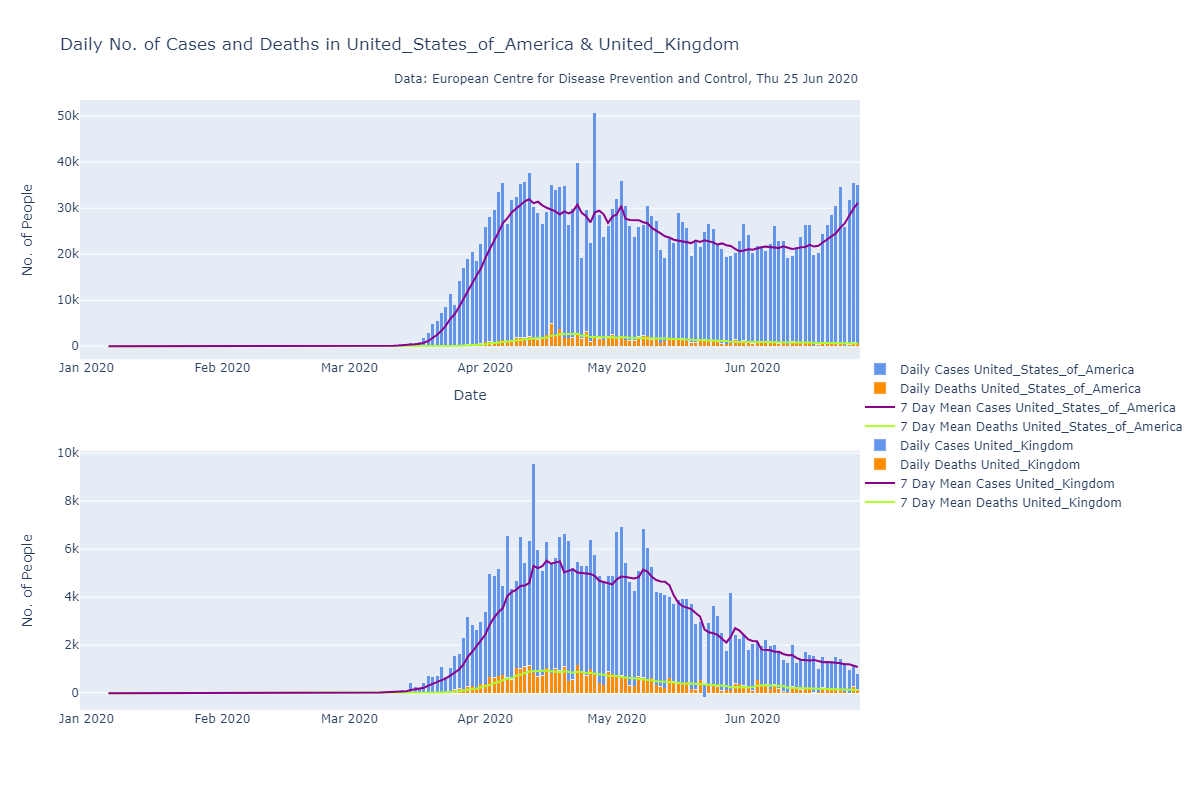 Daily No. of Cases and Deaths in United_States_of_America & United_Kingdom
Data: European Centre for Disease Prevention and Control, Thu 25 Jun 2020
50k
40k
30k
20k
10k
0
No. of People
Jan 2020 Feb 2020 Mar 2020 Apr 2020 May 2020 Jun 2020
Date
Daily Cases United_States_of_America
Daily Deaths United_States_of_America
7 Day Mean Cases United_States_of_America
7 Day Mean Deaths United_States_of_America
Daily Cases United_Kingdom
Daily Deaths United_Kingdom
7 Day Mean Cases United_Kingdom
7 Day Mean Deaths United_Kingdom
10k
8k
6k
4k
2k
0
No. of People
Jan 2020 Feb 2020 Mar 2020 Apr 2020 May 2020 Jun 2020